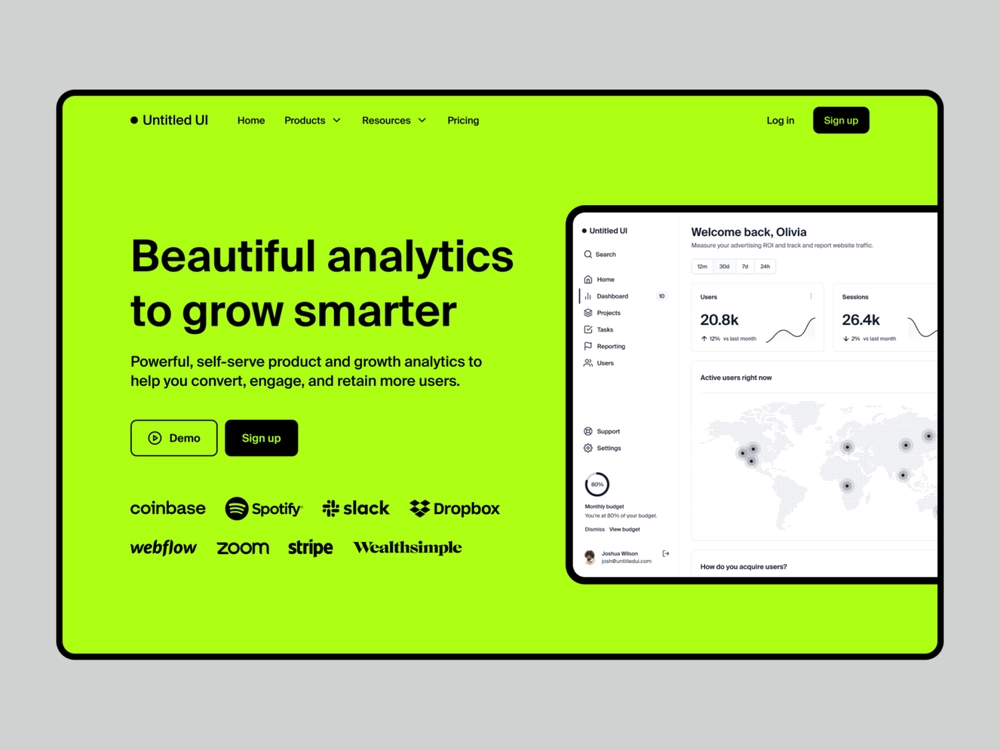 Untitled UI
Home
Products
Resources
Pricing
Log in
Sign up
Beautiful analytics
to grow smarter
Powerful, self-serve product and growth analytics to
help you convert, engage, and retain more users.
Demo
Sign up
coinbase
Spotify
slack
Dropbox
webflow
zoom
stripe
Wealthsimple
Untitled UI
Search
Home
Dashboard
10
Projects
Tasks
Reporting
Users
Support
Settings
80%
Monthly budget
You're at 80% of your budget.
Dismiss
View budget
Joshua Wilson
josh@untitledui.com
Welcome back, Olivia
Measure your advertising ROI and track and report website traffic.
12m
30d
7d
24h
Users
20.8k
12% vs last month
Sessions
26.4k
2% vs last month
Active users right now
How do you acquire users?